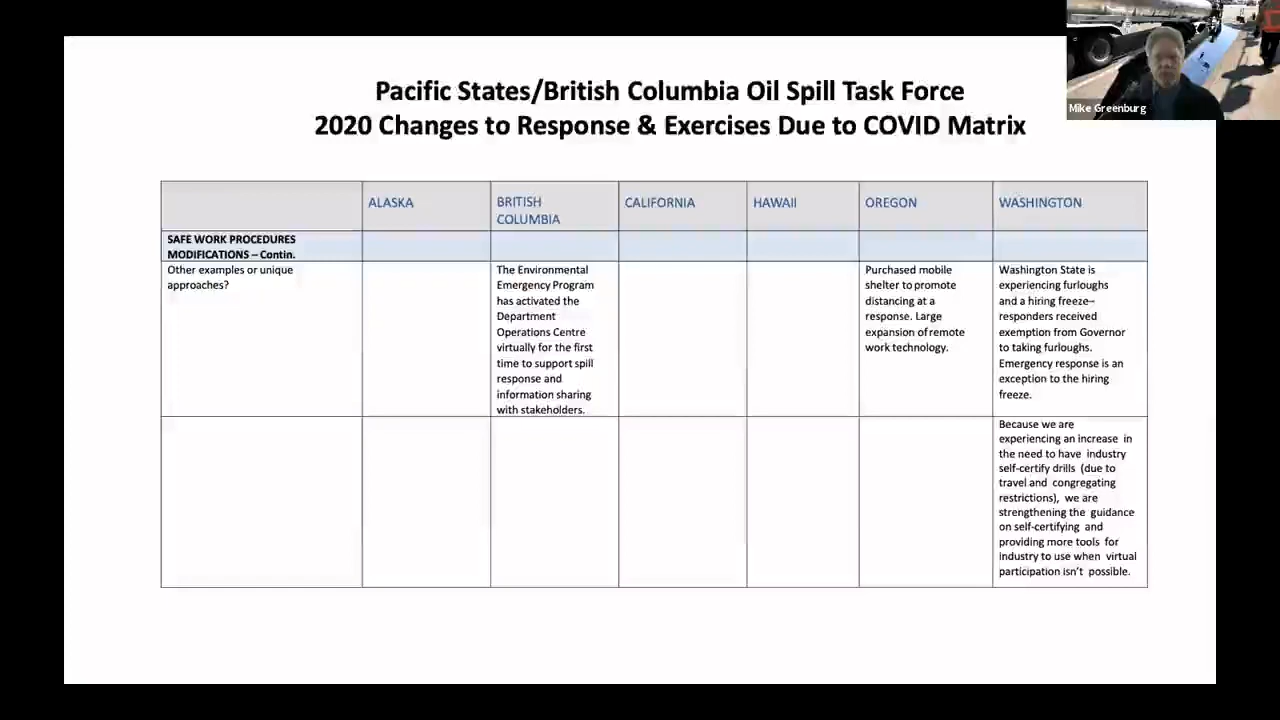 Pacific States/British Columbia Oil Spill Task Force
2020 Changes to Response & Exercises Due to COVID Matrix
Mike Greenburg
ALASKA
BRITISH
COLUMBIA
CALIFORNIA
HAWAII
OREGON
WASHINGTON
SAFE WORK PROCEDURES
MODIFICATIONS – Contin.
Other examples or unique
approaches?
The Environmental
Emergency Program
has activated the
Department
Operations Centre
virtually for the first
time to support spill
response and
information sharing
with stakeholders.
Purchased mobile
shelter to promote
distancing at a
response. Large
expansion of remote
work technology.
Washington State is
experiencing furloughs
and a hiring freeze–
responders received
exemption from Governor
to taking furloughs.
Emergency response is an
exception to the hiring
freeze.
Because we are
experiencing an increase in
the need to have industry
self-certify drills (due to
travel and congregating
restrictions), we are
strengthening the guidance
on self-certifying and
providing more tools for
industry to use when virtual
participation isn't possible.